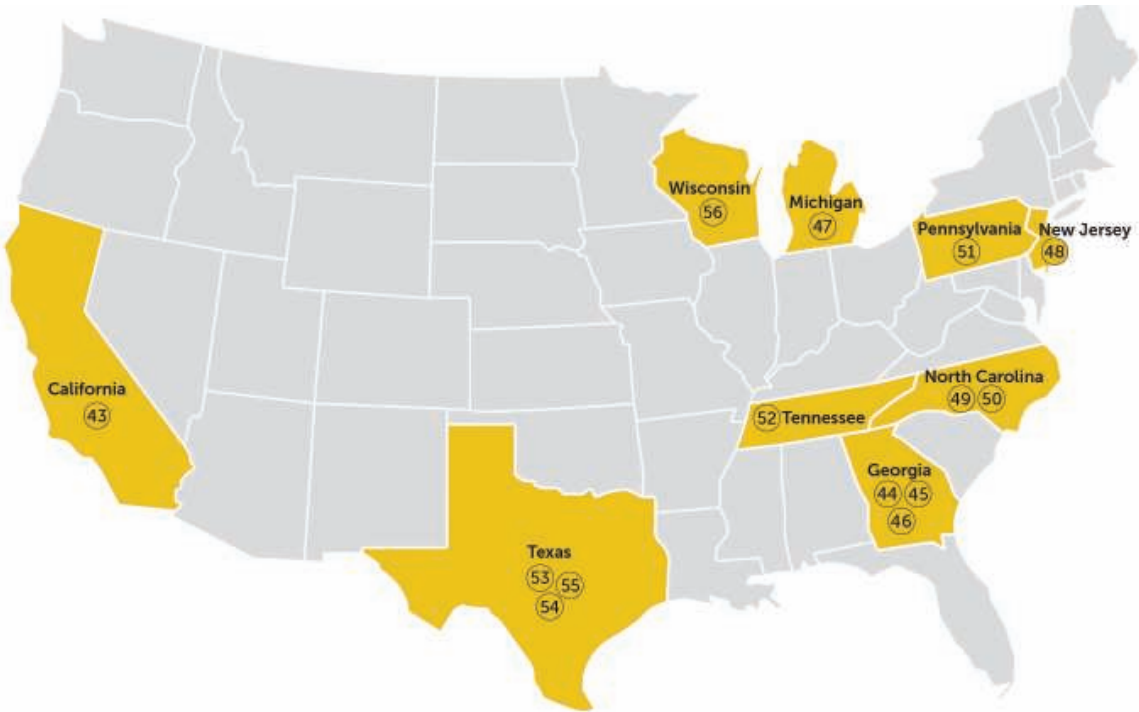 Wisconsin
56
Michigan
47
Pennsylvania
51
New Jersey
48
California
43
North Carolina
49 50
52 Tennessee
Georgia
44 45
46
Texas
53 55
54